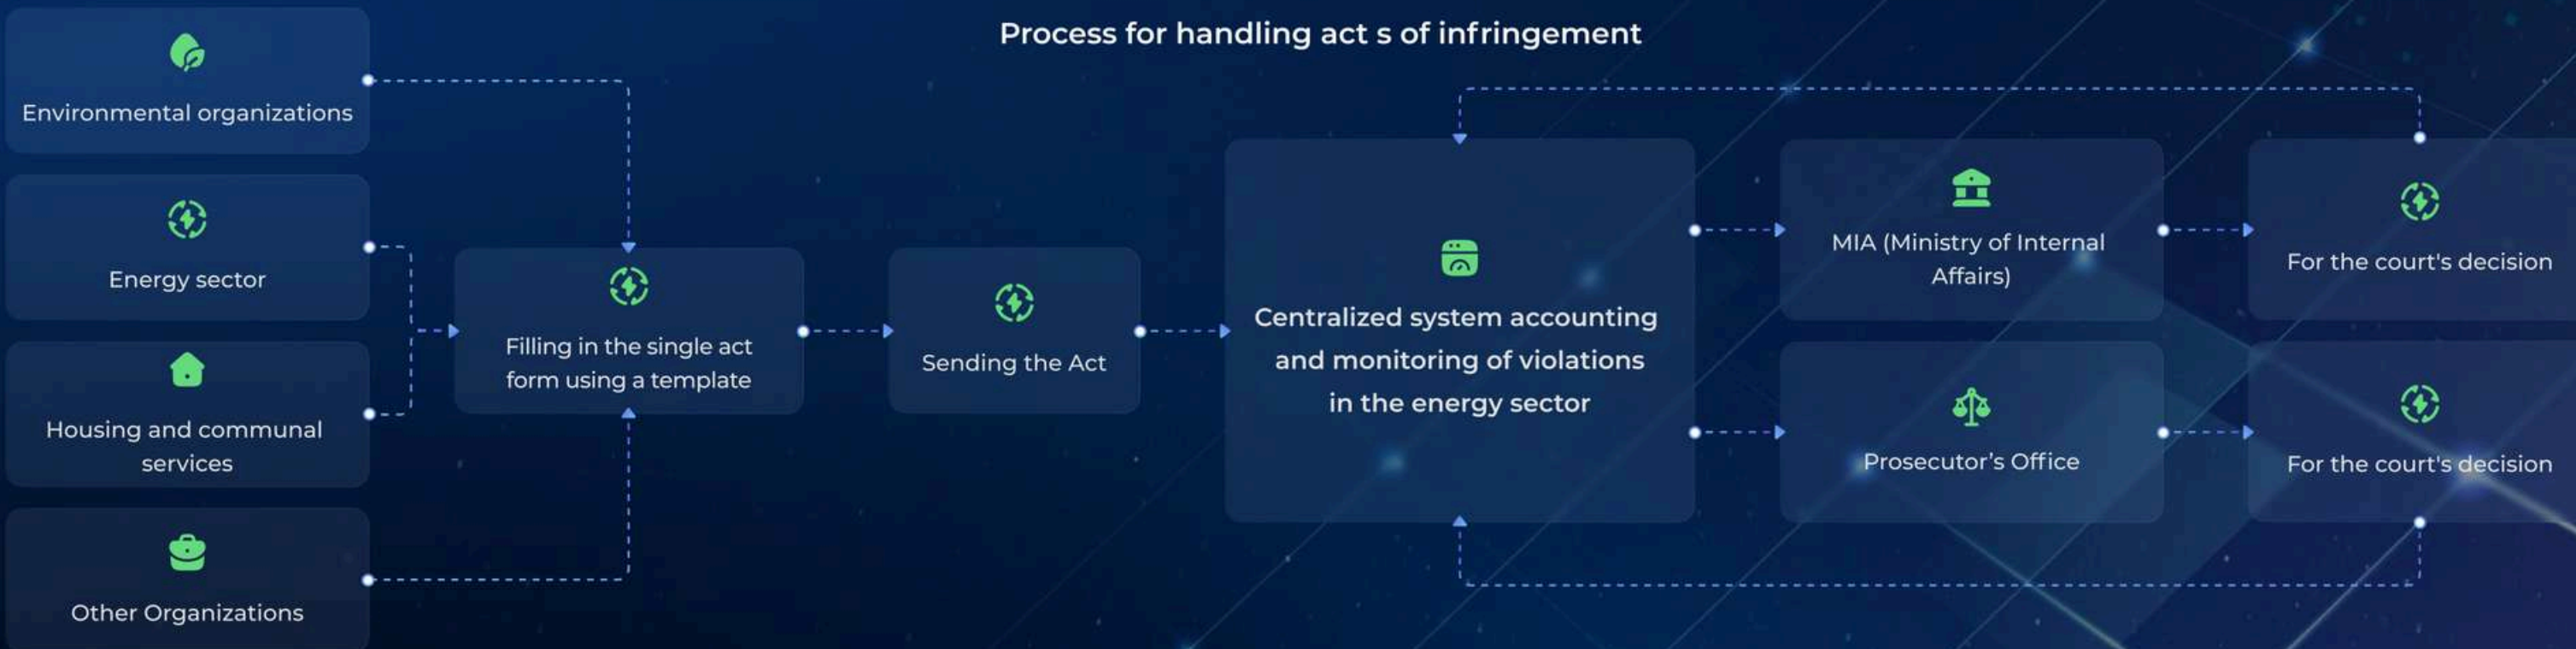 Process for handling act s of infringement
Environmental organizations
Energy sector
Housing and communal
services
Other Organizations
Filling in the single act
form using a template
Sending the Act
Centralized system accounting
and monitoring of violations
in the energy sector
MIA (Ministry of Internal
Affairs)
For the court's decision
Prosecutor’s Office
For the court's decision